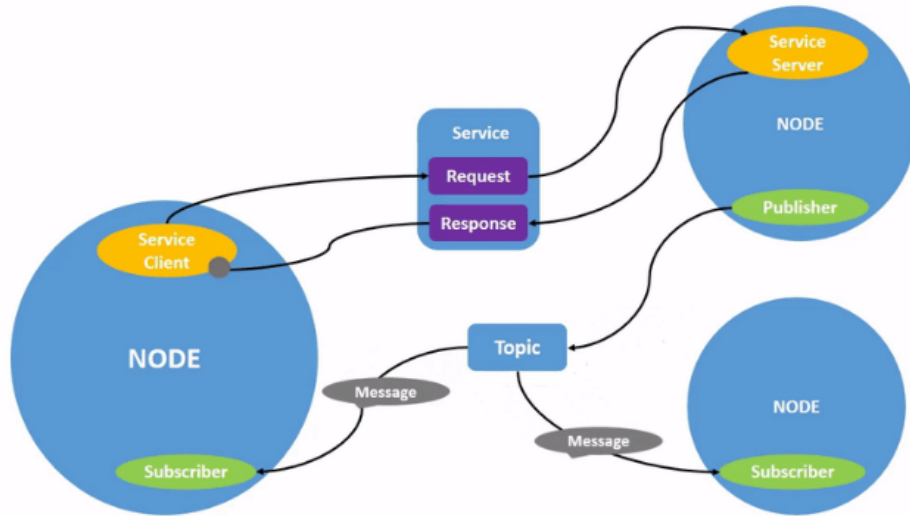 Service
Server
NODE
Publisher
Service
Request
Response
Service
Client
NODE
Subscriber
Topic
Message
Message
NODE
Subscriber